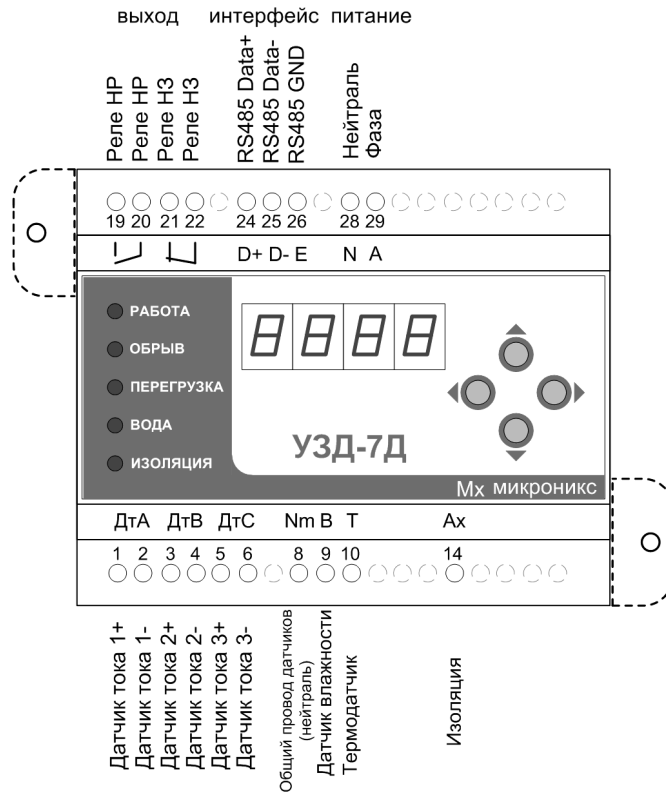 выход интерфейс питание
Реле НР
Реле НР
Реле НЗ
Реле НЗ
RS485 Data+
RS485 Data-
RS485 GND
Нейтраль
Фаза
19 20 21 22 24 25 26 28 29
D+ D- E N A
РАБОТА
ОБРЫВ
ПЕРЕГРУЗКА
ВОДА
ИЗОЛЯЦИЯ
8888
УЗД-7Д
Мх микроникс
ДтА ДтВ ДтС Nm В Т Ах
1 2 3 4 5 6 8 9 10 14
Датчик тока 1+
Датчик тока 1-
Датчик тока 2+
Датчик тока 2-
Датчик тока 3+
Датчик тока 3-
Общий провод датчиков
(нейтраль)
Датчик влажности
Термодатчик
Изоляция